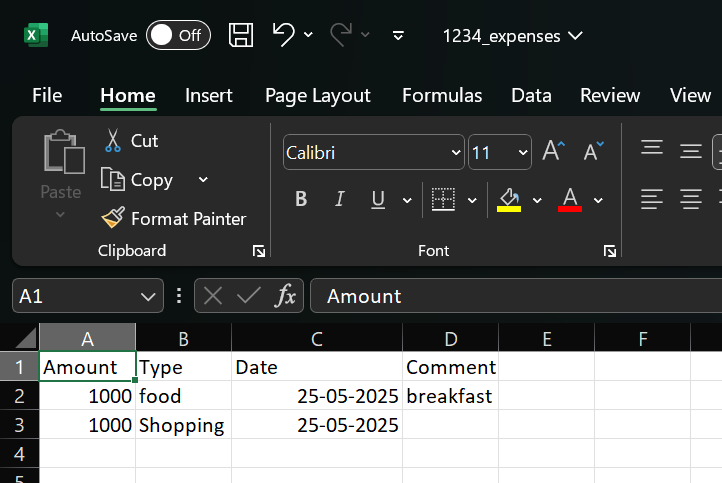 AutoSave Off 1234_expenses
File Home Insert Page Layout Formulas Data Review View
Paste
Cut
Copy
Format Painter
Clipboard
Calibri 11 A A
B I U A
Font
A1 fx Amount
A B C D E F
1 Amount Type Date Comment
2 1000 food 25-05-2025 breakfast
3 1000 Shopping 25-05-2025
4
5